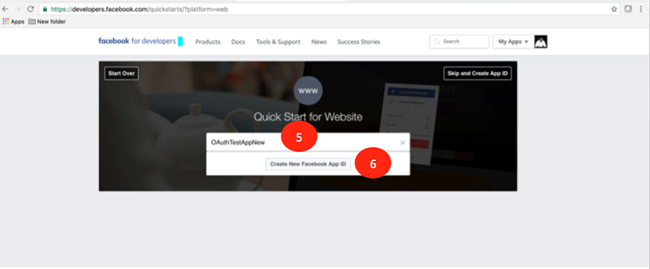 https://developers.facebook.com/quickstarts/?platform=web
Apps New folder
facebook for developers Products Docs Tools & Support News Success Stories Search My Apps
Start Over Skip and Create App ID
WWW
Quick Start for Website
5
OAuthTestAppNew ×
Create New Facebook App ID 6